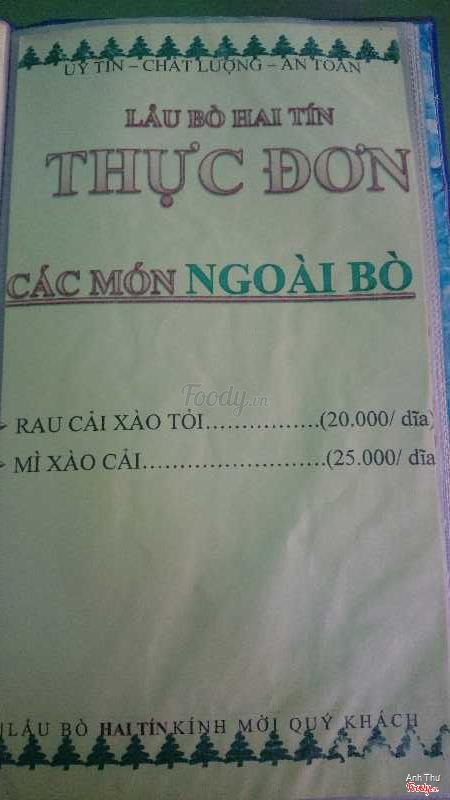 UY TÍN – CHẤT LƯỢNG – AN TOÀN
LẨU BÒ HAI TÍN
THỰC ĐƠN
CÁC MÓN NGOÀI BÒ
Foody.vn
RAU CẢI XÀO TỎI................(20.000/ dĩa)
MÌ XÀO CẢI..........................(25.000/ dĩa
LẨU BÒ HAI TÍN KÍNH MỜI QUÝ KHÁCH
Anh Thư
Foody.vn